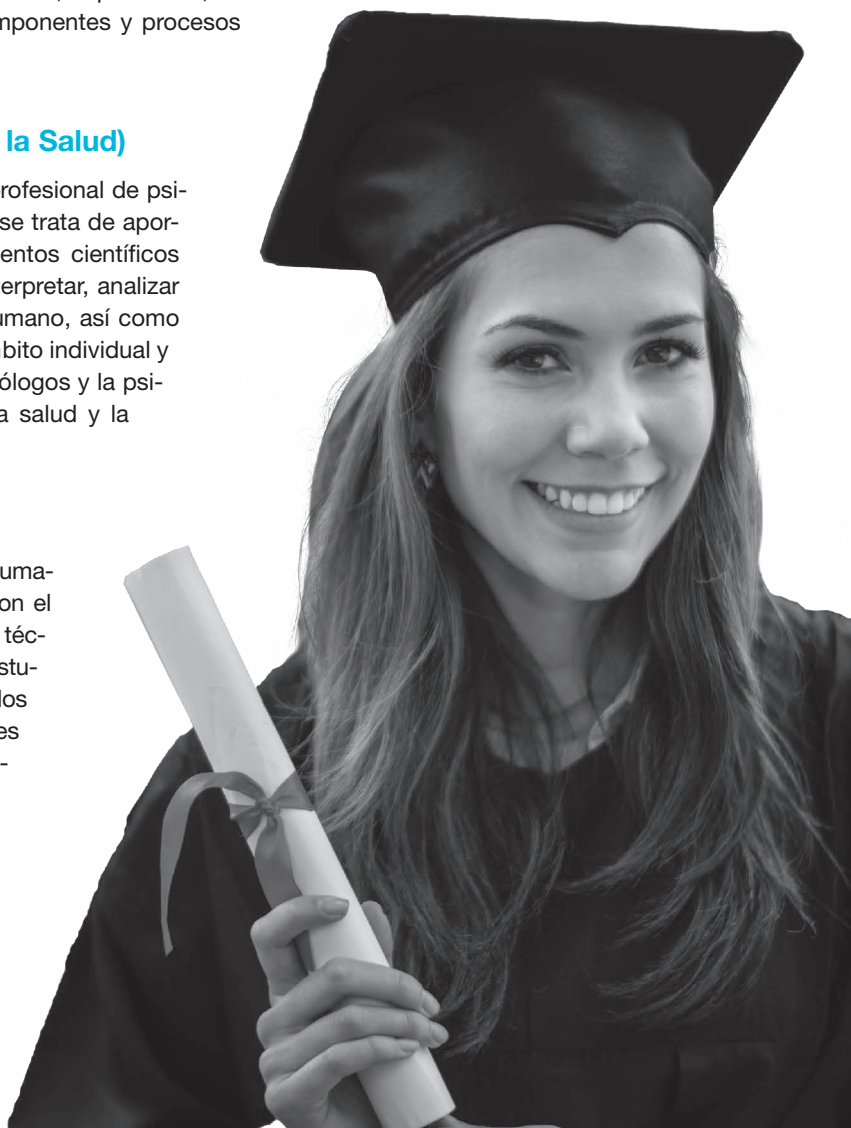 mponentes y procesos
la Salud)
rofesional de psi-
se trata de apor-
entos científicos
erpretar, analizar
umano, así como
bito individual y
ólogos y la psi-
a salud y la
uma-
on el
téc-
stu-
los
es
-